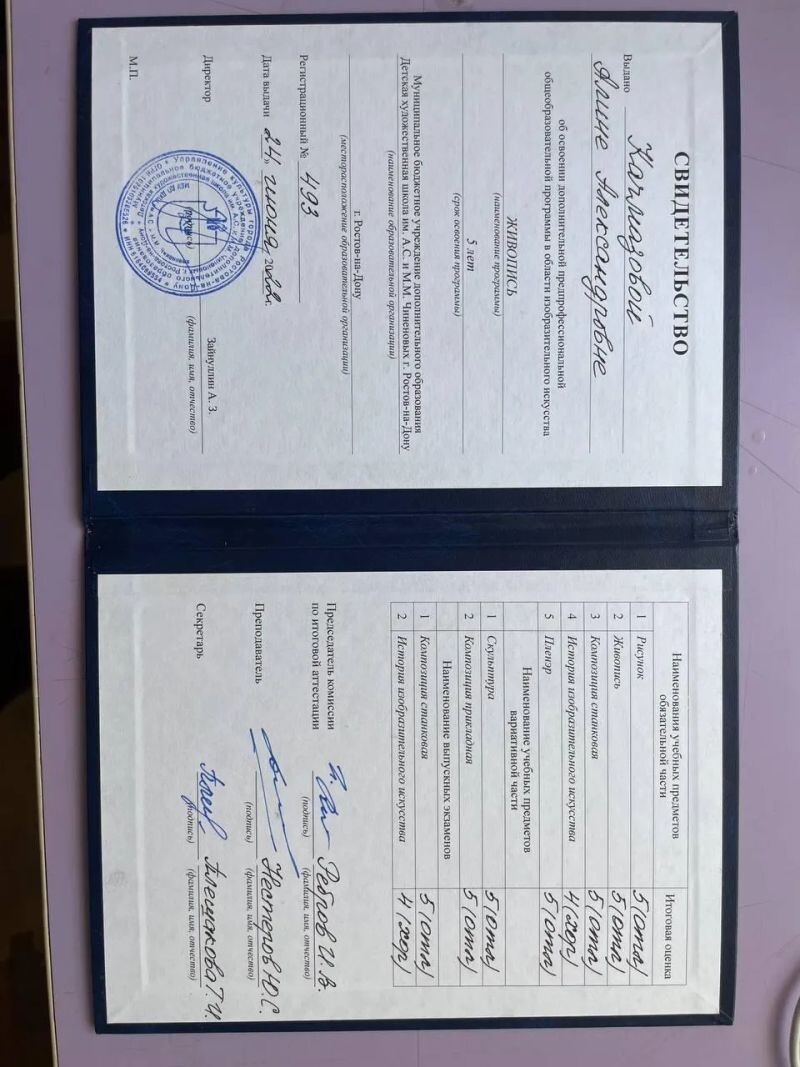 СВИДЕТЕЛЬСТВО
Выдано
Алине Александровне
об освоении дополнительной предпрофессиональной
общеобразовательной программы в области изобразительного искусства
ЖИВОПИСЬ
(наименование программы)
5 лет
(срок освоения программы)
Муниципальное бюджетное учреждение дополнительного образования
Детская художественная школа им. А.С. и М.М. Чиненовых г. Ростов-на-Дону
(наименование образовательной организации)
г. Ростов-на-Дону
(месторасположение образовательной организации)
Регистрационный № 493
Дата выдачи «24» июня 2022г.
Директор Зайнуллин А. З.
(подпись) (фамилия, имя, отчество)
М.П.
Наименования учебных предметов обязательной части Итоговая оценка
1 Рисунок 5 (отл)
2 Живопись 5 (отл)
3 Композиция станковая 5 (отл)
4 История изобразительного искусства 4 (хор)
5 Пленэр 5 (отл)
Наименование учебных предметов вариативной части
1 Скульптура 5 (отл)
2 Композиция прикладная 5 (отл)
Наименование выпускных экзаменов
1 Композиция станковая 5 (отл)
2 История изобразительного искусства 4 (хор)
Председатель комиссии
по итоговой аттестации Ребров И.В.
(подпись) (фамилия, имя, отчество)
Преподаватель Нестеров Ю.С.
(подпись) (фамилия, имя, отчество)
Секретарь Т.И.
(подпись) (фамилия, имя, отчество)